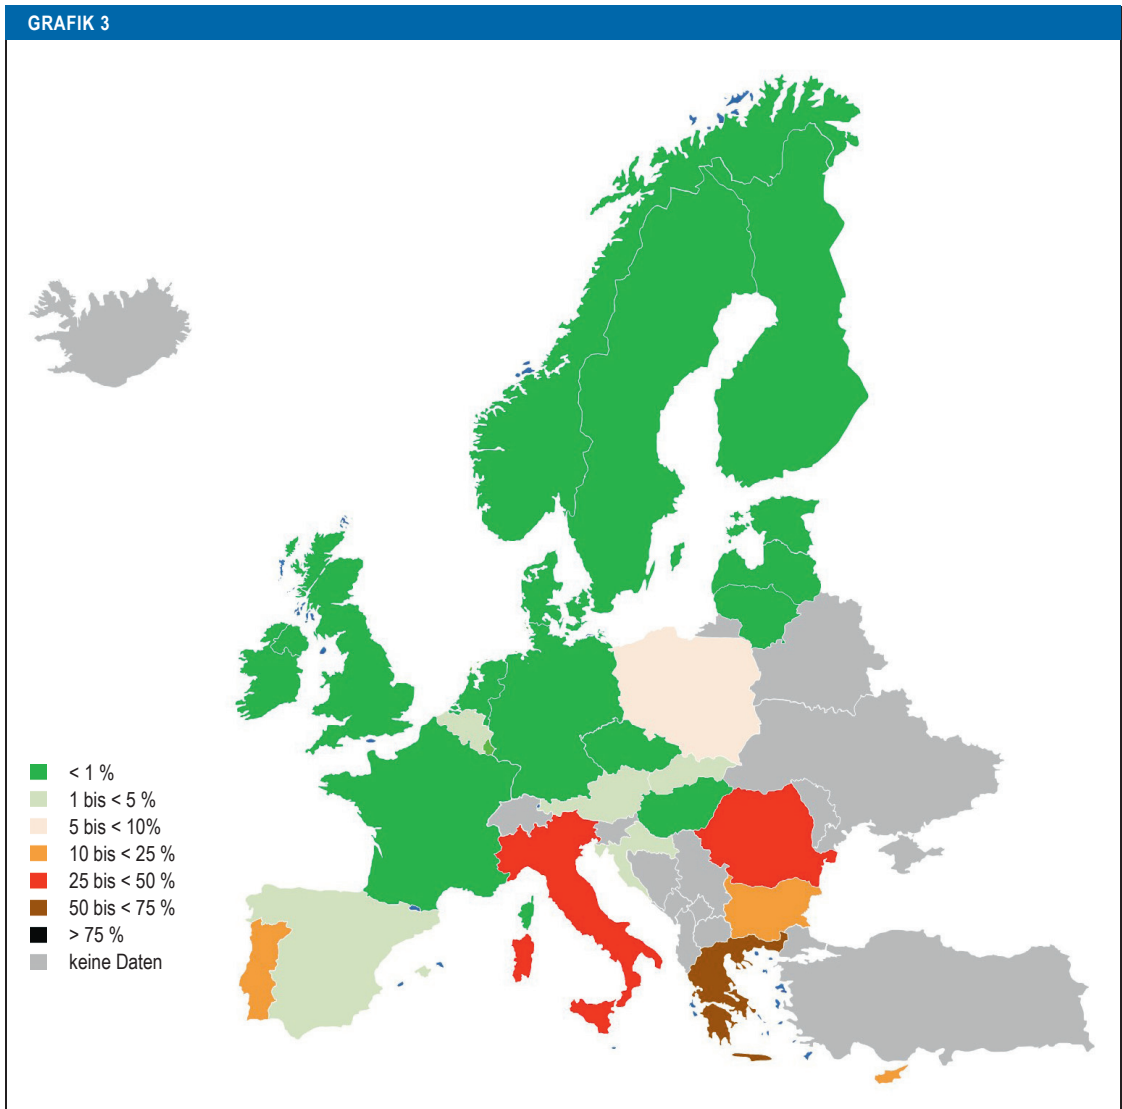 GRAFIK 3
< 1 %
1 bis < 5 %
5 bis < 10%
10 bis < 25 %
25 bis < 50 %
50 bis < 75 %
> 75 %
keine Daten